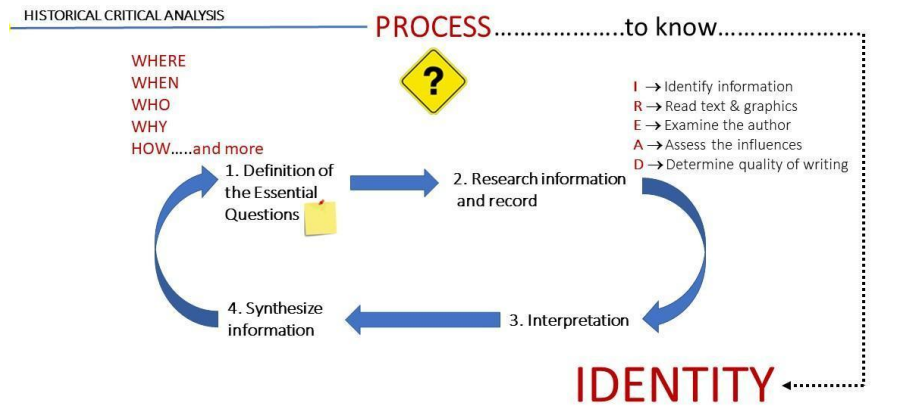 HISTORICAL CRITICAL ANALYSIS
PROCESS...................to know.....................
WHERE
WHEN
WHO
WHY
HOW.....and more
?
I → Identify information
R → Read text & graphics
E → Examine the author
A → Assess the influences
D → Determine quality of writing
1. Definition of
the Essential
Questions
2. Research information
and record
3. Interpretation
4. Synthesize
information
IDENTITY